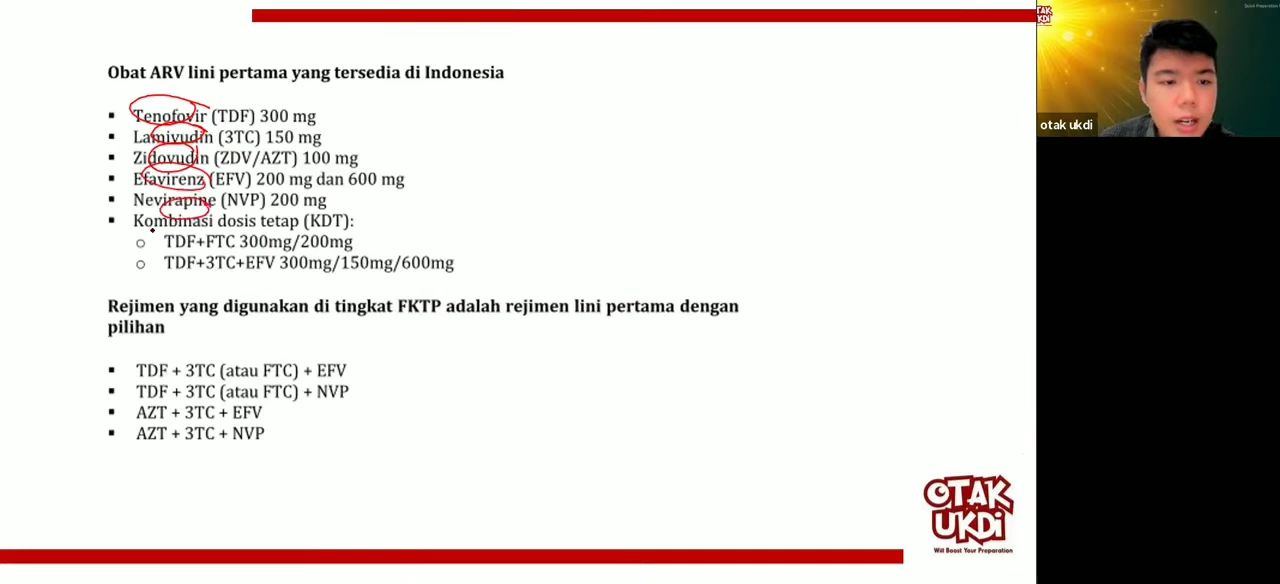 Obat ARV lini pertama yang tersedia di Indonesia
▪ Tenofovir (TDF) 300 mg
▪ Lamivudin (3TC) 150 mg
▪ Zidovudin (ZDV/AZT) 100 mg
▪ Efavirenz (EFV) 200 mg dan 600 mg
▪ Nevirapine (NVP) 200 mg
▪ Kombinasi dosis tetap (KDT):
o TDF+FTC 300mg/200mg
o TDF+3TC+EFV 300mg/150mg/600mg
Rejimen yang digunakan di tingkat FKTP adalah rejimen lini pertama dengan
pilihan
▪ TDF + 3TC (atau FTC) + EFV
▪ TDF + 3TC (atau FTC) + NVP
▪ AZT + 3TC + EFV
▪ AZT + 3TC + NVP
OTAK
UKDi
Will Boost Your Preparation
otak ukdi